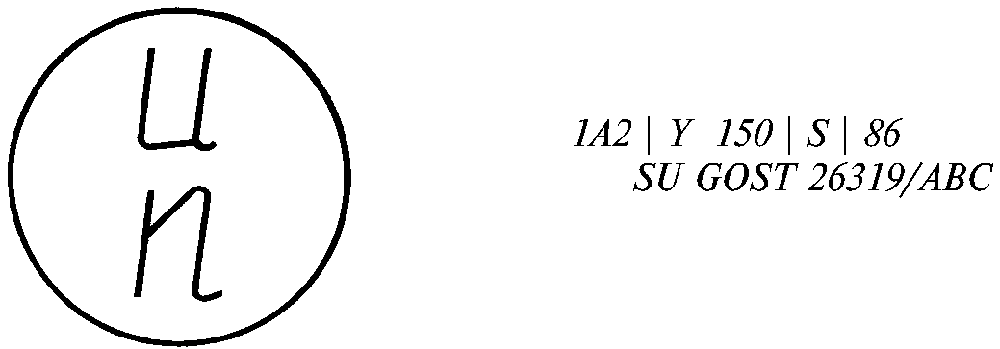 u
n
1A2 | Y 150 | S | 86
SU GOST 26319/ABC